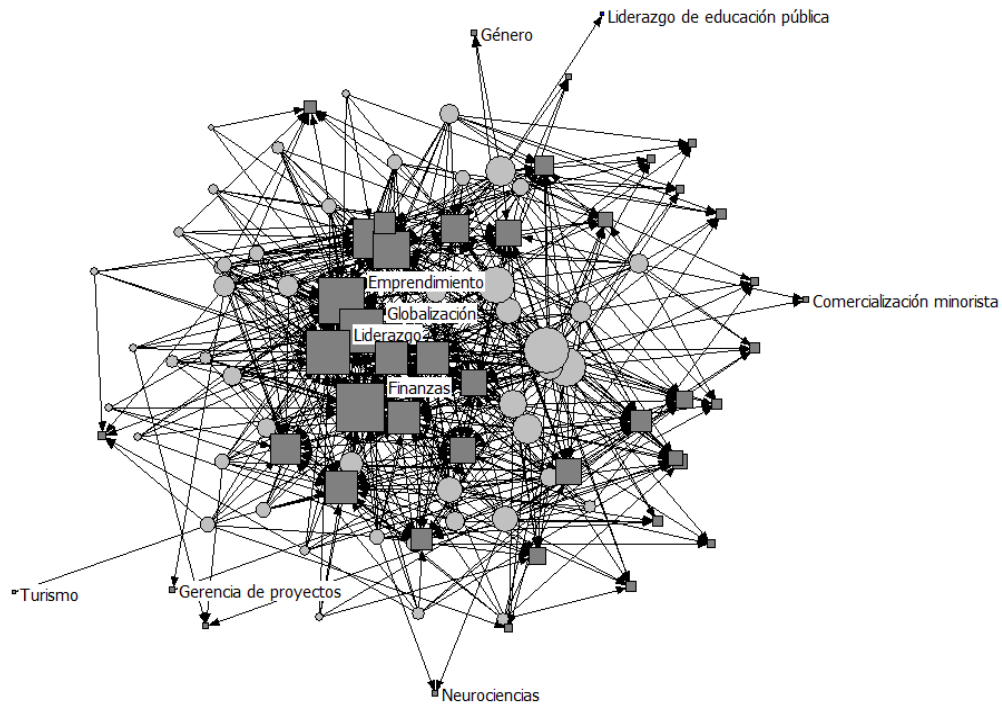 Liderazgo de educación pública
Género
Emprendimiento
Comercialización minorista
Globalización
Liderazgo
Finanzas
Turismo
Gerencia de proyectos
Neurociencias